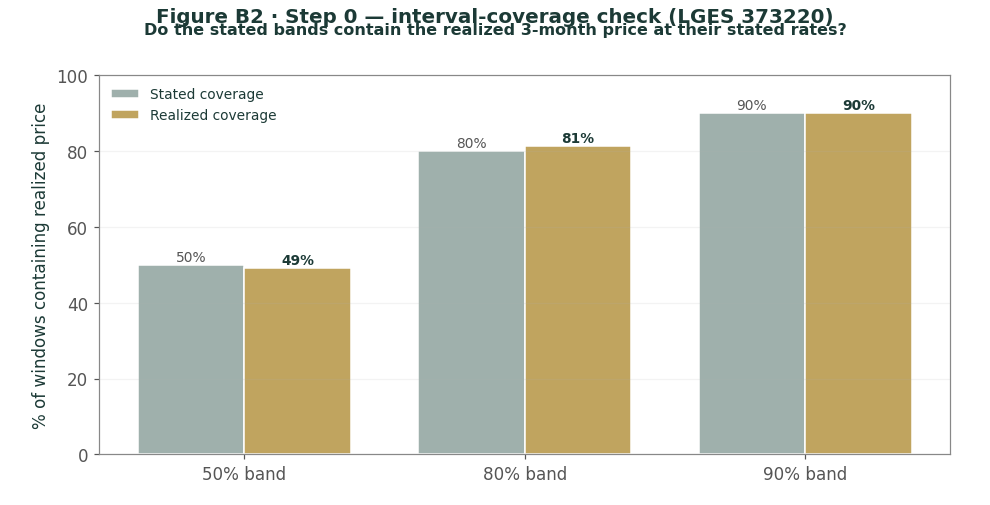 Figure B2 · Step 0 — interval-coverage check (LGES 373220)
Do the stated bands contain the realized 3-month price at their stated rates?
% of windows containing realized price
100
80
60
40
20
0
Stated coverage
Realized coverage
50%
49%
80%
81%
90%
90%
50% band
80% band
90% band